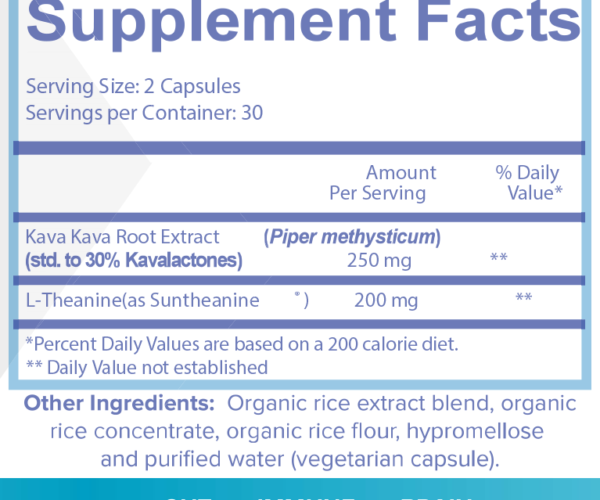 Supplement Facts
Serving Size: 2 Capsules
Servings per Container: 30
Amount Per Serving
% Daily Value*
Kava Kava Root Extract (Piper methysticum)
(std. to 30% Kavalactones) 250 mg **
L-Theanine(as Suntheanine ®) 200 mg **
*Percent Daily Values are based on a 200 calorie diet.
** Daily Value not established
Other Ingredients: Organic rice extract blend, organic
rice concentrate, organic rice flour, hypromellose
and purified water (vegetarian capsule).